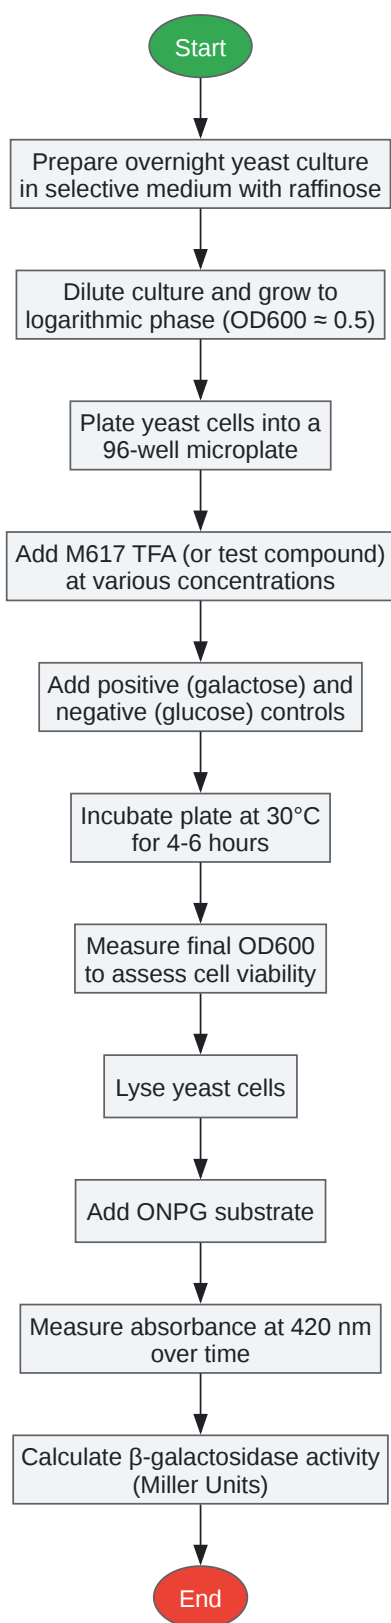 Start
Prepare overnight yeast culture
in selective medium with raffinose
Dilute culture and grow to
logarithmic phase (OD600 ≈ 0.5)
Plate yeast cells into a
96-well microplate
Add M617 TFA (or test compound)
at various concentrations
Add positive (galactose) and
negative (glucose) controls
Incubate plate at 30°C
for 4-6 hours
Measure final OD600
to assess cell viability
Lyse yeast cells
Add ONPG substrate
Measure absorbance at 420 nm
over time
Calculate β-galactosidase activity
(Miller Units)
End